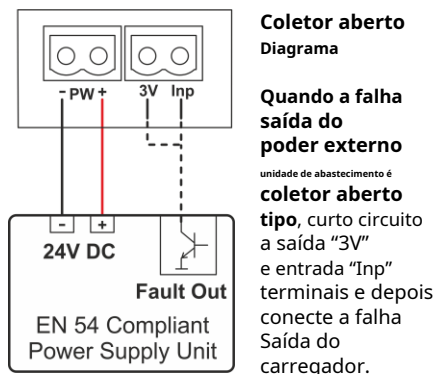 - PW +
3V Inp
- +
24V DC
Fault Out
EN 54 Compliant
Power Supply Unit
Coletor aberto
Diagrama
Quando a falha
saída do
poder externo
unidade de abastecimento é
coletor aberto
tipo, curto circuito
a saída “3V”
e entrada “Inp”
terminais e depois
conecte a falha
Saída do
carregador.